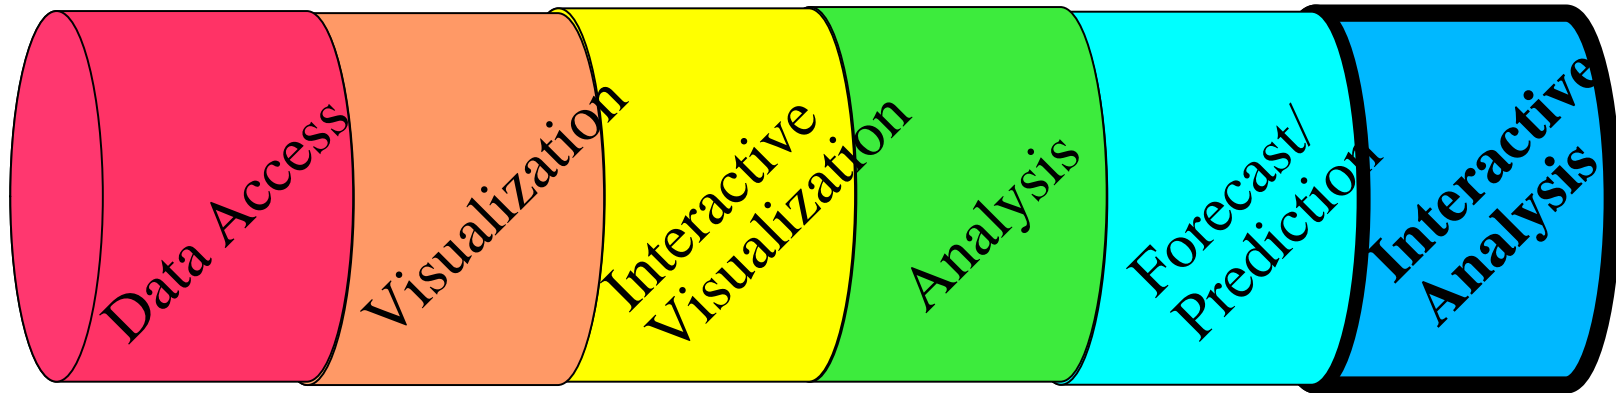 Data Access
Visualization
Interactive
Visualization
Analysis
Forecast/
Prediction
Interactive
Analysis